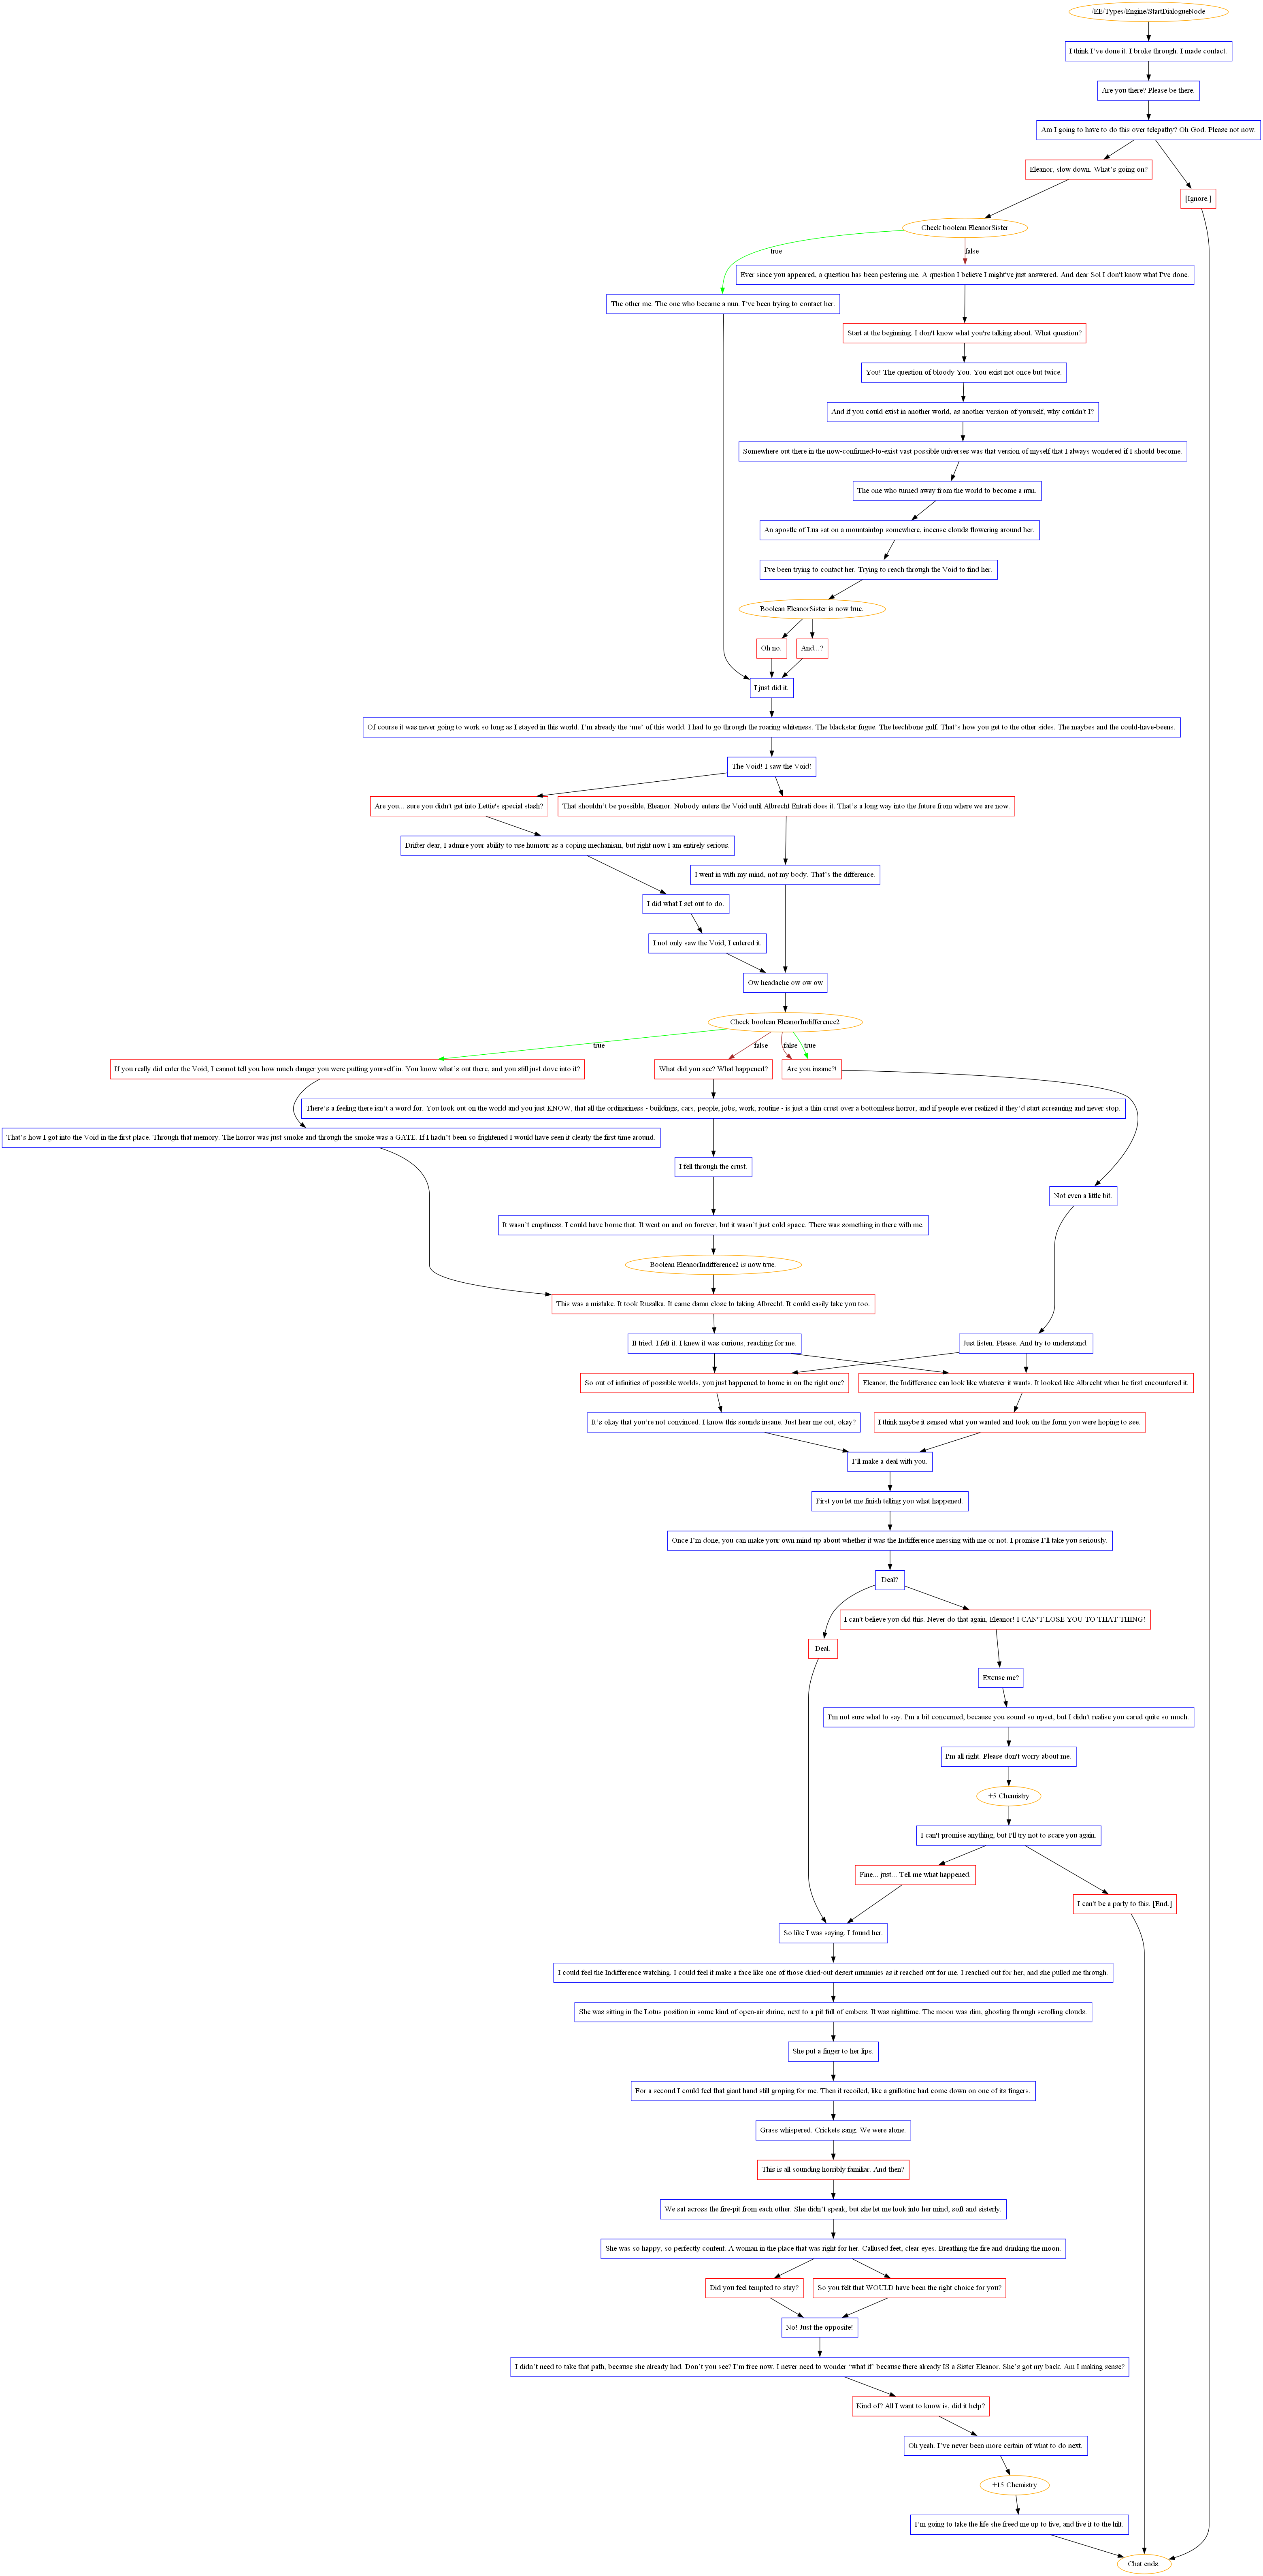 /EE/Types/Engine/StartDialogueNode
I think I've done it. I broke through. I made contact.
Are you there? Please be there.
Am I going to have to do this over telepathy? Oh God. Please not now.
Eleanor, slow down. What's going on?
[Ignore.]
Check boolean EleanorSister
true
false
Ever since you appeared, a question has been pestering me. A question I believe I might've just answered. And dear Sol I don't know what I've done.
The other me. The one who became a nun. I've been trying to contact her.
Start at the beginning. I don't know what you're talking about. What question?
You! The question of bloody You. You exist not once but twice.
And if you could exist in another world, as another version of yourself, why couldn't I?
Somewhere out there in the now-confirmed-to-exist vast possible universes was that version of myself that I always wondered if I should become.
The one who turned away from the world to become a nun.
An apostle of Lua sat on a mountaintop somewhere, incense clouds flowering around her.
I've been trying to contact her. Trying to reach through the Void to find her.
Boolean EleanorSister is now true.
Oh no.
And...?
I just did it.
Of course it was never going to work so long as I stayed in this world. I'm already the 'me' of this world. I had to go through the roaring whiteness. The blackstar fugue. The leechbone gulf. That's how you get to the other sides. The maybes and the could-have-beens.
The Void! I saw the Void!
Are you... sure you didn't get into Lettie's special stash?
That shouldn't be possible, Eleanor. Nobody enters the Void until Albrecht Entrati does it. That's a long way into the future from where we are now.
Drifter dear, I admire your ability to use humour as a coping mechanism, but right now I am entirely serious.
I went in with my mind, not my body. That's the difference.
I did what I set out to do.
I not only saw the Void, I entered it.
Ow headache ow ow ow
Check boolean EleanorIndifference2
true
false
false
true
If you really did enter the Void, I cannot tell you how much danger you were putting yourself in. You know what's out there, and you still just dove into it?
What did you see? What happened?
Are you insane?!
There's a feeling there isn't a word for. You look out on the world and you just KNOW, that all the ordinariness - buildings, cars, people, jobs, work, routine - is just a thin crust over a bottomless horror, and if people ever realized it they'd start screaming and never stop.
That's how I got into the Void in the first place. Through that memory. The horror was just smoke and through the smoke was a GATE. If I hadn't been so frightened I would have seen it clearly the first time around.
I fell through the crust.
Not even a little bit.
It wasn't emptiness. I could have borne that. It went on and on forever, but it wasn't just cold space. There was something in there with me.
Boolean EleanorIndifference2 is now true.
This was a mistake. It took Rusalka. It came damn close to taking Albrecht. It could easily take you too.
It tried. I felt it. I knew it was curious, reaching for me.
Just listen. Please. And try to understand.
So out of infinities of possible worlds, you just happened to home in on the right one?
Eleanor, the Indifference can look like whatever it wants. It looked like Albrecht when he first encountered it.
It's okay that you're not convinced. I know this sounds insane. Just hear me out, okay?
I think maybe it sensed what you wanted and took on the form you were hoping to see.
I'll make a deal with you.
First you let me finish telling you what happened.
Once I'm done, you can make your own mind up about whether it was the Indifference messing with me or not. I promise I'll take you seriously.
Deal?
I can't believe you did this. Never do that again, Eleanor! I CAN'T LOSE YOU TO THAT THING!
Deal.
Excuse me?
I'm not sure what to say. I'm a bit concerned, because you sound so upset, but I didn't realise you cared quite so much.
I'm all right. Please don't worry about me.
+5 Chemistry
I can't promise anything, but I'll try not to scare you again.
Fine... just... Tell me what happened.
I can't be a party to this. [End.]
So like I was saying. I found her.
I could feel the Indifference watching. I could feel it make a face like one of those dried-out desert mummies as it reached out for me. I reached out for her, and she pulled me through.
She was sitting in the Lotus position in some kind of open-air shrine, next to a pit full of embers. It was nighttime. The moon was dim, ghosting through scrolling clouds.
She put a finger to her lips.
For a second I could feel that giant hand still groping for me. Then it recoiled, like a guillotine had come down on one of its fingers.
Grass whispered. Crickets sang. We were alone.
This is all sounding horribly familiar. And then?
We sat across the fire-pit from each other. She didn't speak, but she let me look into her mind, soft and sisterly.
She was so happy, so perfectly content. A woman in the place that was right for her. Callused feet, clear eyes. Breathing the fire and drinking the moon.
Did you feel tempted to stay?
So you felt that WOULD have been the right choice for you?
No! Just the opposite!
I didn't need to take that path, because she already had. Don't you see? I'm free now. I never need to wonder 'what if' because there already IS a Sister Eleanor. She's got my back. Am I making sense?
Kind of? All I want to know is, did it help?
Oh yeah. I've never been more certain of what to do next.
+15 Chemistry
I'm going to take the life she freed me up to live, and live it to the hilt.
Chat ends.